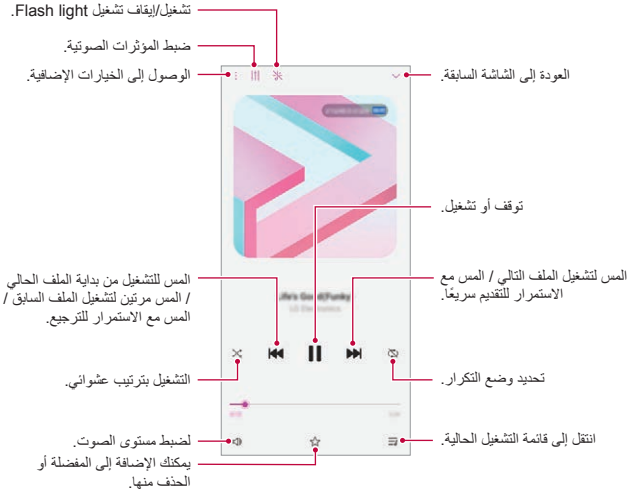 تشغيل/إيقاف تشغيل Flash light.
ضبط المؤثرات الصوتية.
الوصول إلى الخيارات الإضافية.
العودة إلى الشاشة السابقة.
توقف أو تشغيل.
المس للتشغيل من بداية الملف الحالي
/ المس مرتين لتشغيل الملف السابق /
المس مع الاستمرار للترجيع.
المس لتشغيل الملف التالي / المس مع
الاستمرار للتقديم سريعًا.
Life's Good(Funky)
LG Electronics
التشغيل بترتيب عشوائي.
تحديد وضع التكرار.
لضبط مستوى الصوت.
انتقل إلى قائمة التشغيل الحالية.
يمكنك الإضافة إلى المفضلة أو
الحذف منها.